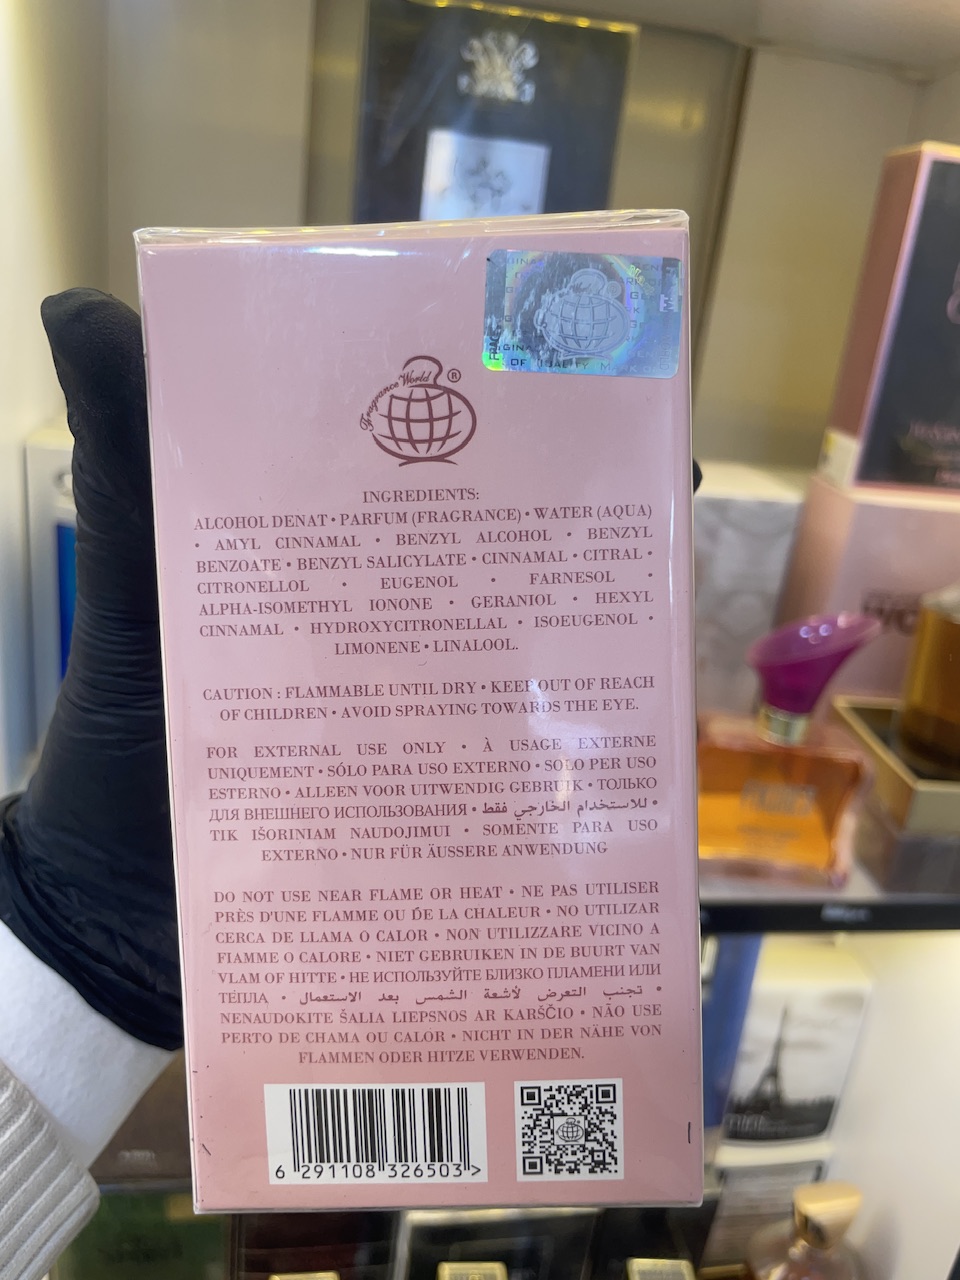 Fragrance World ®
INGREDIENTS:
ALCOHOL DENAT • PARFUM (FRAGRANCE) • WATER (AQUA)
• AMYL CINNAMAL • BENZYL ALCOHOL • BENZYL
BENZOATE • BENZYL SALICYLATE • CINNAMAL • CITRAL •
CITRONELLOL • EUGENOL • FARNESOL •
ALPHA-ISOMETHYL IONONE • GERANIOL • HEXYL
CINNAMAL • HYDROXYCITRONELLAL • ISOEUGENOL •
LIMONENE • LINALOOL.
CAUTION : FLAMMABLE UNTIL DRY • KEEP OUT OF REACH
OF CHILDREN • AVOID SPRAYING TOWARDS THE EYE.
FOR EXTERNAL USE ONLY • À USAGE EXTERNE
UNIQUEMENT • SÓLO PARA USO EXTERNO • SOLO PER USO
ESTERNO • ALLEEN VOOR UITWENDIG GEBRUIK • ТОЛЬКО
ДЛЯ ВНЕШНЕГО ИСПОЛЬЗОВАНИЯ • للاستخدام الخارجي فقط •
TIK IŠORINIAM NAUDOJIMUI • SOMENTE PARA USO
EXTERNO • NUR FÜR ÄUSSERE ANWENDUNG
DO NOT USE NEAR FLAME OR HEAT • NE PAS UTILISER
PRÈS D'UNE FLAMME OU DE LA CHALEUR • NO UTILIZAR
CERCA DE LLAMA O CALOR • NON UTILIZZARE VICINO A
FIAMME O CALORE • NIET GEBRUIKEN IN DE BUURT VAN
VLAM OF HITTE • НЕ ИСПОЛЬЗУЙТЕ БЛИЗКО ПЛАМЕНИ ИЛИ
ТЕПЛА • تجنب التعرض لأشعة الشمس بعد الاستعمال •
NENAUDOKITE ŠALIA LIEPSNOS AR KARŠČIO • NÃO USE
PERTO DE CHAMA OU CALOR • NICHT IN DER NÄHE VON
FLAMMEN ODER HITZE VERWENDEN.
6 291108 326503 >